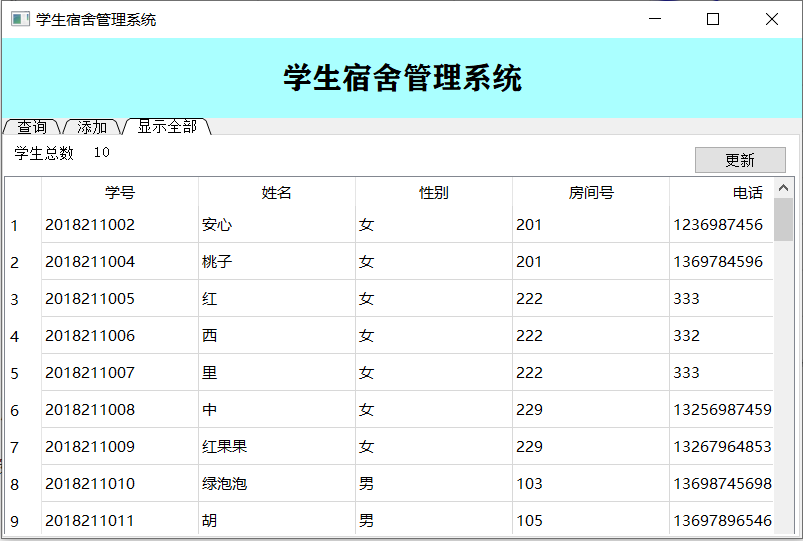 学生宿舍管理系统
学生宿舍管理系统
查询 添加 显示全部
学生总数 10 更新
学号 姓名 性别 房间号 电话
1 2018211002 安心 女 201 1236987456
2 2018211004 桃子 女 201 1369784596
3 2018211005 红 女 222 333
4 2018211006 西 女 222 332
5 2018211007 里 女 222 333
6 2018211008 中 女 229 13256987459
7 2018211009 红果果 女 229 13267964853
8 2018211010 绿泡泡 男 103 13698745698
9 2018211011 胡 男 105 13697896546